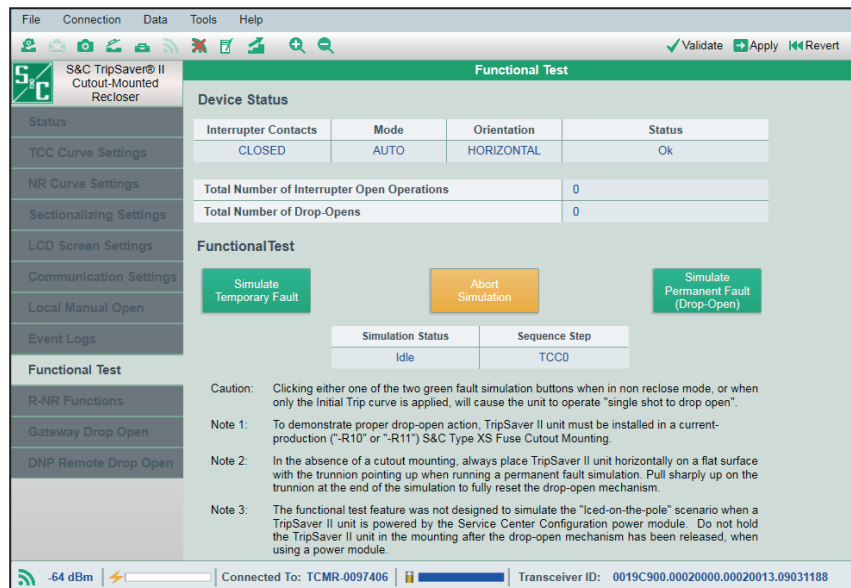 File Connection Data Tools Help
Validate Apply Revert
S&C
S&C TripSaver® II
Cutout-Mounted
Recloser
Status
TCC Curve Settings
NR Curve Settings
Sectionalizing Settings
LCD Screen Settings
Communication Settings
Local Manual Open
Event Logs
Functional Test
R-NR Functions
Gateway Drop Open
DNP Remote Drop Open
Functional Test
Device Status
Interrupter Contacts Mode Orientation Status
CLOSED AUTO HORIZONTAL Ok
Total Number of Interrupter Open Operations 0
Total Number of Drop-Opens 0
FunctionalTest
Simulate
Temporary Fault
Abort
Simulation
Simulate
Permanent Fault
(Drop-Open)
Simulation Status Sequence Step
Idle TCC0
Caution: Clicking either one of the two green fault simulation buttons when in non reclose mode, or when
only the Initial Trip curve is applied, will cause the unit to operate "single shot to drop open".
Note 1: To demonstrate proper drop-open action, TripSaver II unit must be installed in a current-
production ("-R10" or "-R11") S&C Type XS Fuse Cutout Mounting.
Note 2: In the absence of a cutout mounting, always place TripSaver II unit horizontally on a flat surface
with the trunnion pointing up when running a permanent fault simulation. Pull sharply up on the
trunnion at the end of the simulation to fully reset the drop-open mechanism.
Note 3: The functional test feature was not designed to simulate the "Iced-on-the-pole" scenario when a
TripSaver II unit is powered by the Service Center Configuration power module. Do not hold
the TripSaver II unit in the mounting after the drop-open mechanism has been released, when
using a power module.
-64 dBm Connected To: TCMR-0097406 Transceiver ID: 0019C900.00020000.00020013.09031188